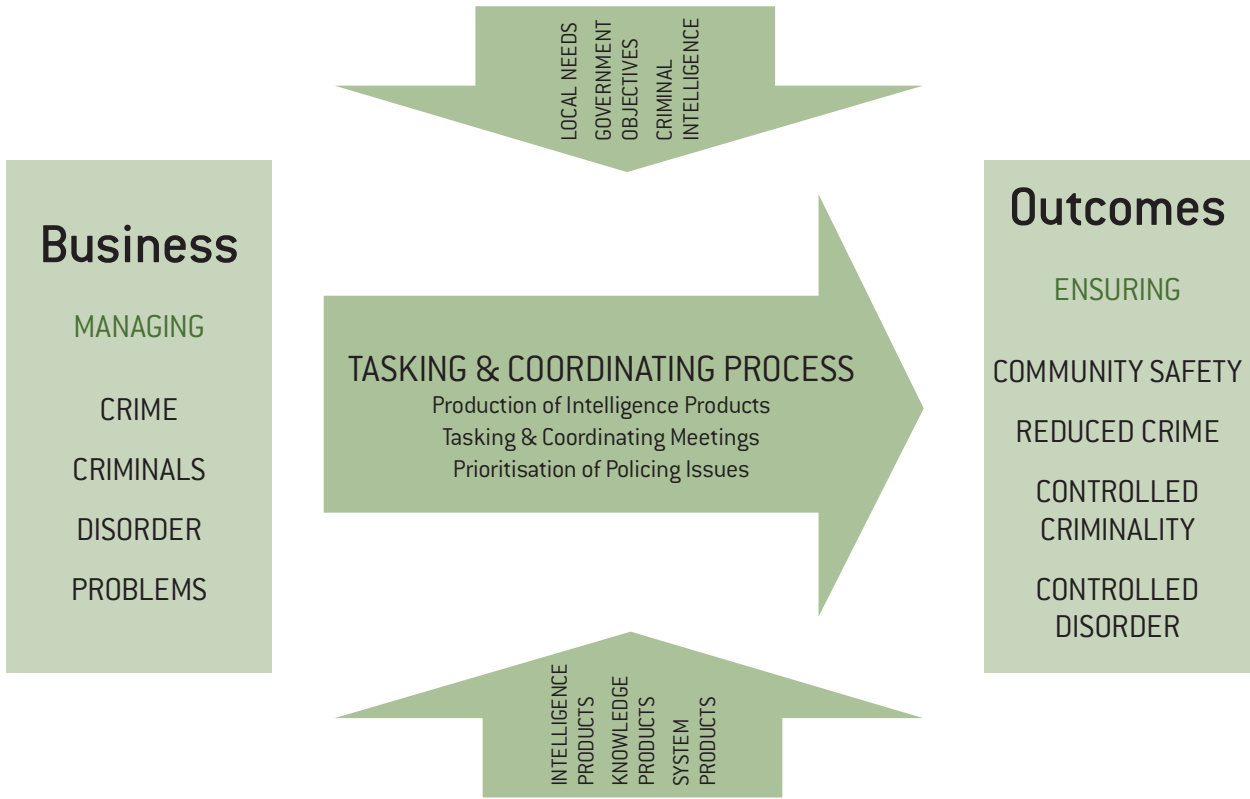 LOCAL NEEDS
GOVERNMENT
OBJECTIVES
CRIMINAL
INTELLIGENCE
Business
MANAGING
CRIME
CRIMINALS
DISORDER
PROBLEMS
TASKING & COORDINATING PROCESS
Production of Intelligence Products
Tasking & Coordinating Meetings
Prioritisation of Policing Issues
Outcomes
ENSURING
COMMUNITY SAFETY
REDUCED CRIME
CONTROLLED
CRIMINALITY
CONTROLLED
DISORDER
INTELLIGENCE
PRODUCTS
KNOWLEDGE
PRODUCTS
SYSTEM
PRODUCTS